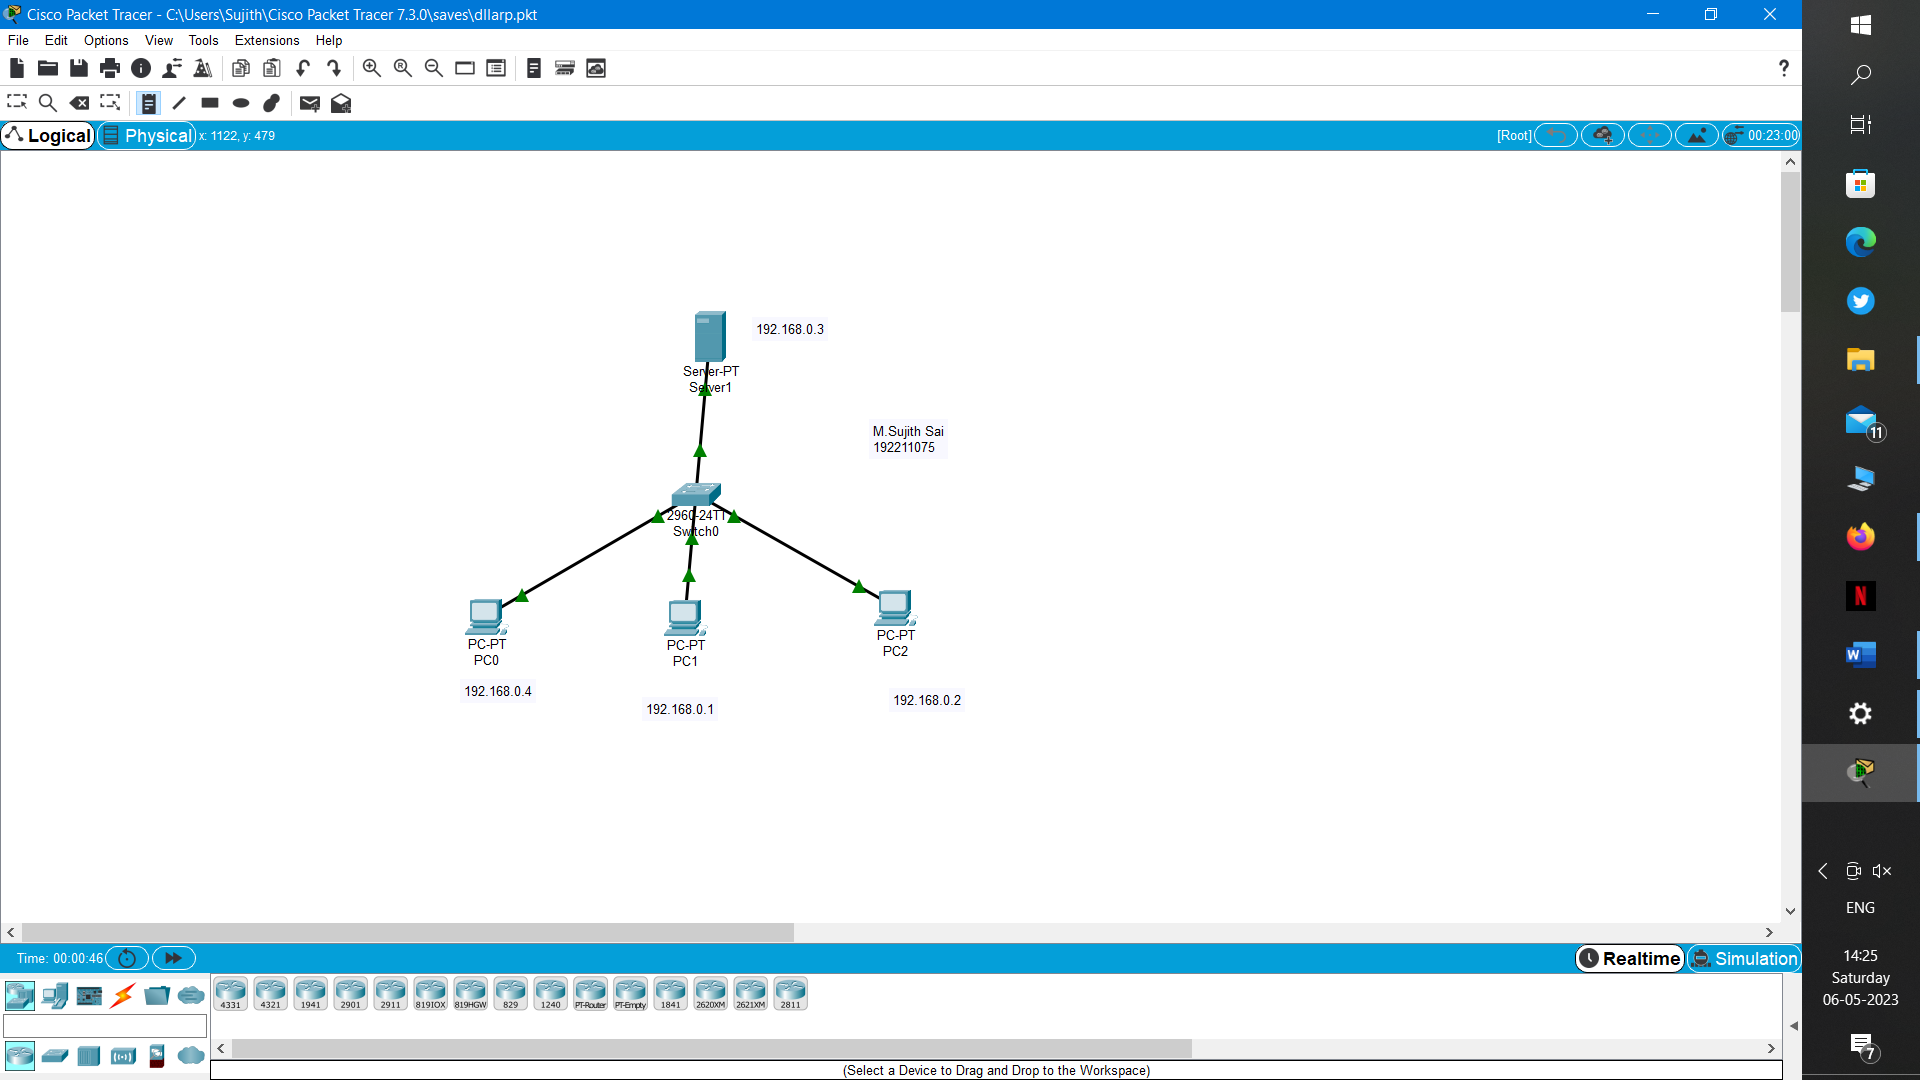 Cisco Packet Tracer - C:\Users\Sujith\Cisco Packet Tracer 7.3.0\saves\dllarp.pkt
File Edit Options View Tools Extensions Help
?
Logical Physical x: 1122, y: 479 [Root] 00:23:00
192.168.0.3
Server-PT
Server1
M.Sujith Sai
192211075
2960-24TT
Switch0
PC-PT
PC0
PC-PT
PC1
PC-PT
PC2
192.168.0.4
192.168.0.1
192.168.0.2
Time: 00:00:46 Realtime Simulation
4331 4321 1941 2901 2911 819IOX 819HGW 829 1240 PT-Router PT-Empty 1841 2620XM 2621XM 2811
(Select a Device to Drag and Drop to the Workspace)
11
N
W
ENG
14:25
Saturday
06-05-2023
7